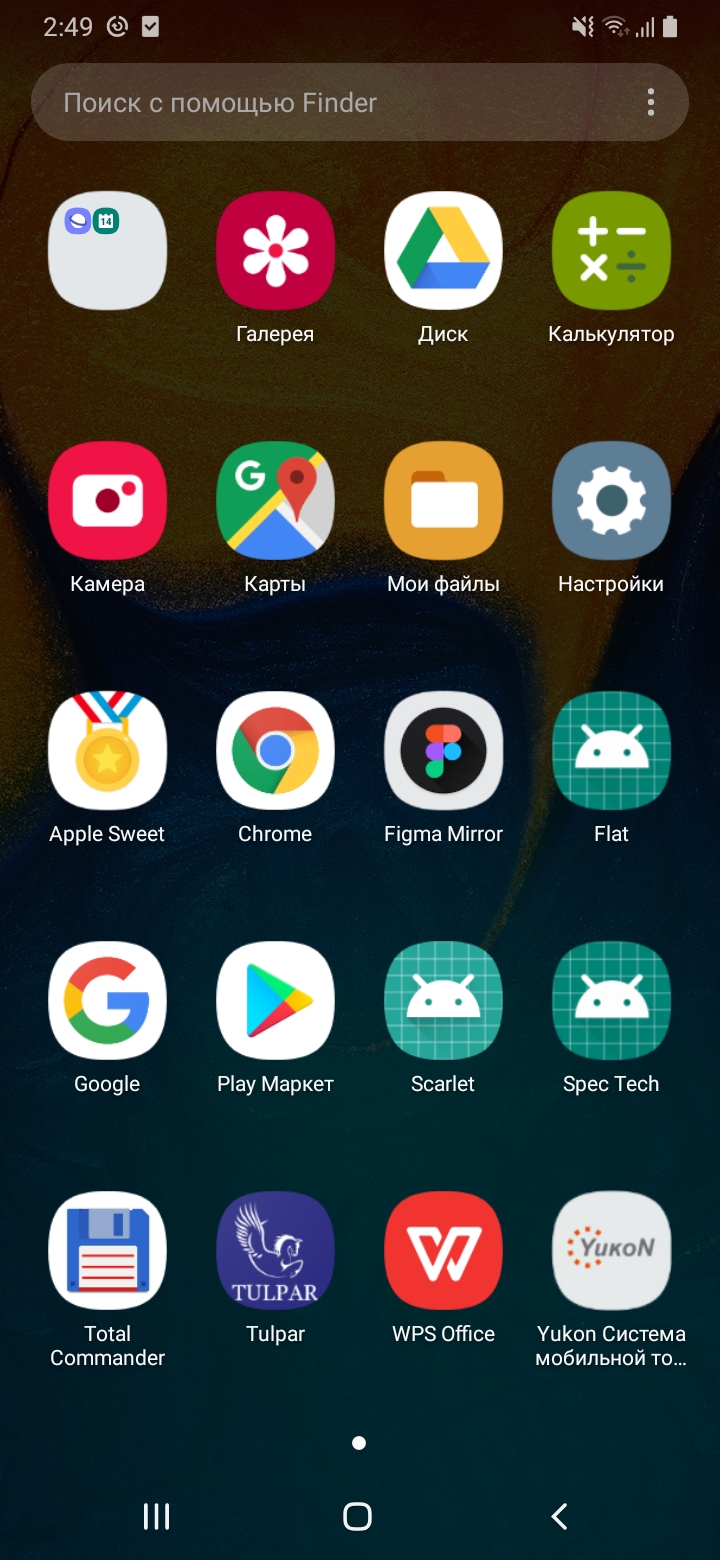 2:49
Поиск с помощью Finder
14
Галерея
Диск
Калькулятор
G
Камера
Карты
Мои файлы
Настройки
Apple Sweet
Chrome
Figma Mirror
Flat
Google
Play Маркет
Scarlet
Spec Tech
TULPAR
YukoN
Total
Commander
Tulpar
WPS Office
Yukon Система
мобильной то...